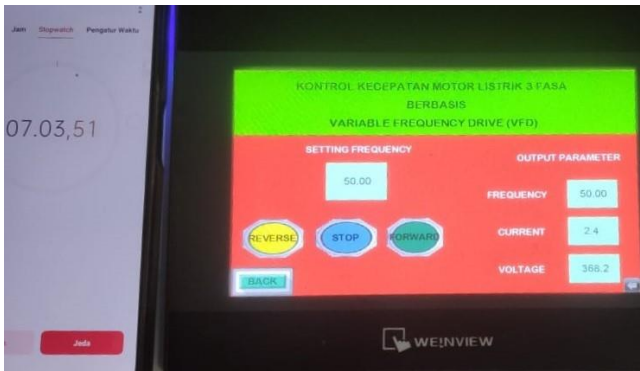 Jam Stopwatch Pengatur Waktu
07.03,51
Jeda
KONTROL KECEPATAN MOTOR LISTRIK 3 FASA
BERBASIS
VARIABLE FREQUENCY DRIVE (VFD)
SETTING FREQUENCY
50.00
REVERSE
STOP
FORWARD
BACK
OUTPUT PARAMETER
FREQUENCY 50.00
CURRENT 2.4
VOLTAGE 368.2
WE!NVIEW